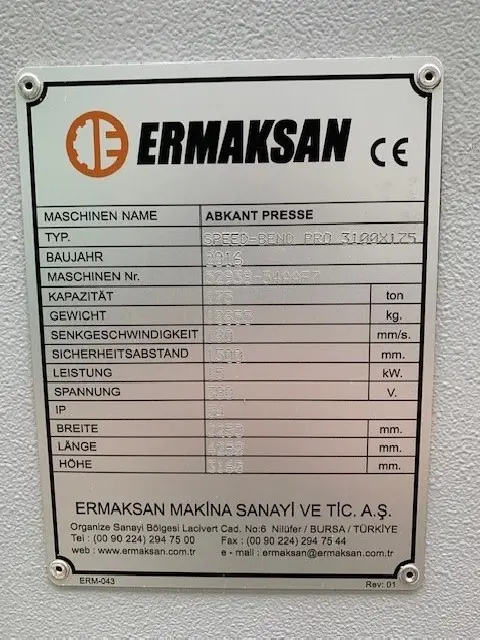 ERMAKSAN CE
MASCHINEN NAME ABKANT PRESSE
TYP. SPEED-BEND PRO 3100X175
BAUJAHR 2016
MASCHINEN Nr.
KAPAZITÄT 175 ton
GEWICHT kg.
SENKGESCHWINDIGKEIT mm/s.
SICHERHEITSABSTAND mm.
LEISTUNG kW.
SPANNUNG V.
IP 54
BREITE mm.
LÄNGE mm.
HÖHE mm.
ERMAKSAN MAKİNA SANAYİ VE TİC. A.Ş.
Organize Sanayi Bölgesi Lacivert Cad. No:6 Nilüfer / BURSA / TÜRKİYE
Tel : (00 90 224) 294 75 00 Fax : (00 90 224) 294 75 44
web : www.ermaksan.com.tr e - mail : ermaksan@ermaksan.com.tr
ERM-043 Rev: 01